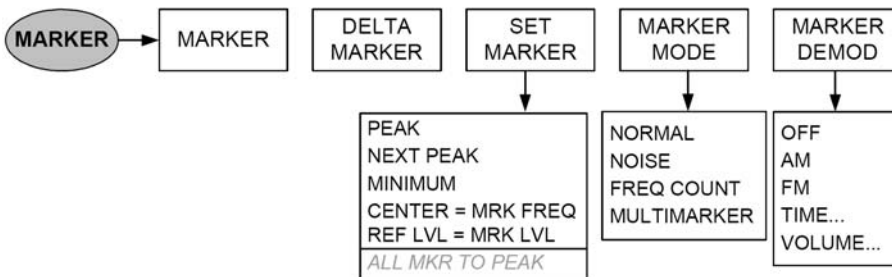 MARKER
MARKER
DELTA
MARKER
SET
MARKER
MARKER
MODE
MARKER
DEMOD
PEAK
NEXT PEAK
MINIMUM
CENTER = MRK FREQ
REF LVL = MRK LVL
ALL MKR TO PEAK
NORMAL
NOISE
FREQ COUNT
MULTIMARKER
OFF
AM
FM
TIME...
VOLUME...